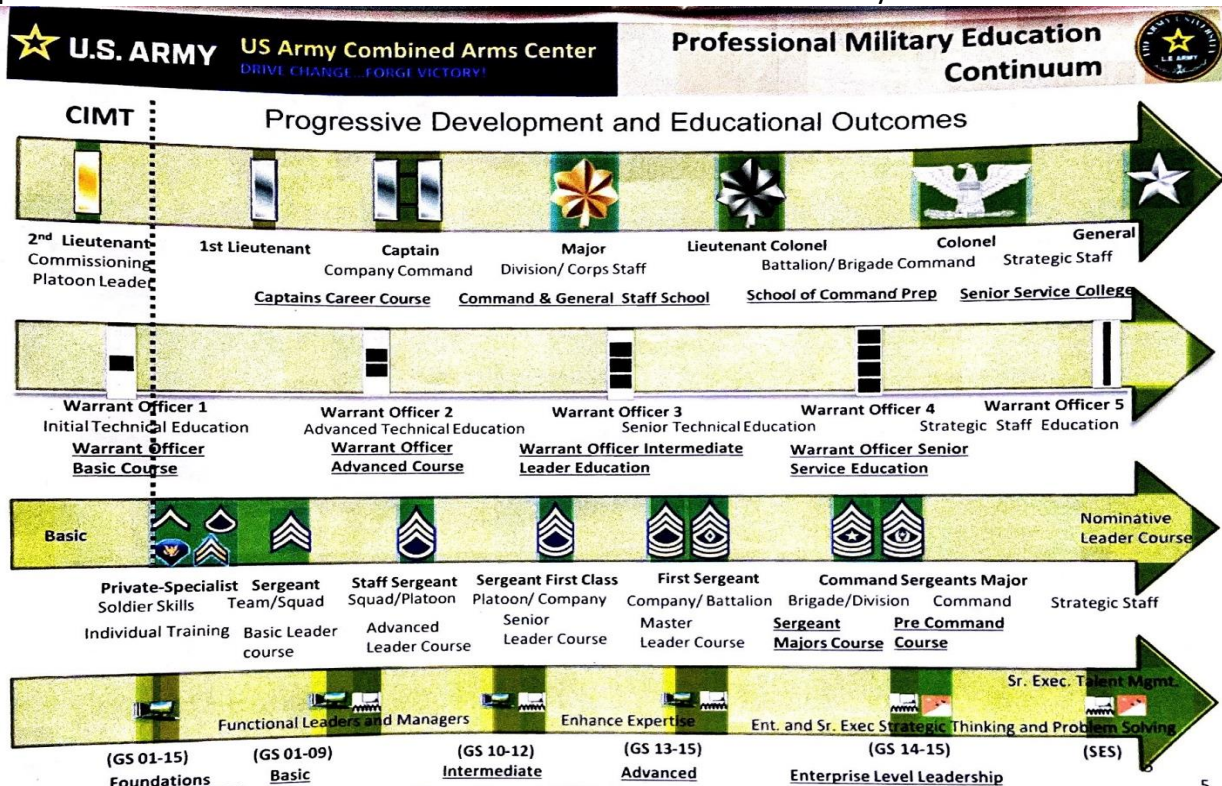 U.S. ARMY
US Army Combined Arms Center
DRIVE CHANGE...FORGE VICTORY!
Professional Military Education
Continuum
U.S. ARMY
CIMT
Progressive Development and Educational Outcomes
2nd Lieutenant
Commissioning
Platoon Leader
1st Lieutenant
Captain
Company Command
Captains Career Course
Major
Division/ Corps Staff
Command & General Staff School
Lieutenant Colonel
Battalion/ Brigade Command
School of Command Prep
Colonel
General
Strategic Staff
Senior Service College
Warrant Officer 1
Initial Technical Education
Warrant Officer
Basic Course
Warrant Officer 2
Advanced Technical Education
Warrant Officer
Advanced Course
Warrant Officer 3
Senior Technical Education
Warrant Officer Intermediate
Leader Education
Warrant Officer 4
Warrant Officer Senior
Service Education
Warrant Officer 5
Strategic Staff Education
Basic
Nominative
Leader Course
Private-Specialist
Soldier Skills
Individual Training
Sergeant
Team/Squad
Basic Leader
course
Staff Sergeant
Squad/Platoon
Advanced
Leader Course
Sergeant First Class
Platoon/ Company
Senior
Leader Course
First Sergeant
Company/ Battalion
Master
Leader Course
Command Sergeants Major
Brigade/Division
Command
Sergeant
Majors Course
Pre Command
Course
Strategic Staff
Sr. Exec. Talent Mgmt.
Functional Leaders and Managers
Enhance Expertise
Ent. and Sr. Exec Strategic Thinking and Problem Solving
(GS 01-15)
Foundations
(GS 01-09)
Basic
(GS 10-12)
Intermediate
(GS 13-15)
Advanced
(GS 14-15)
Enterprise Level Leadership
(SES)
5